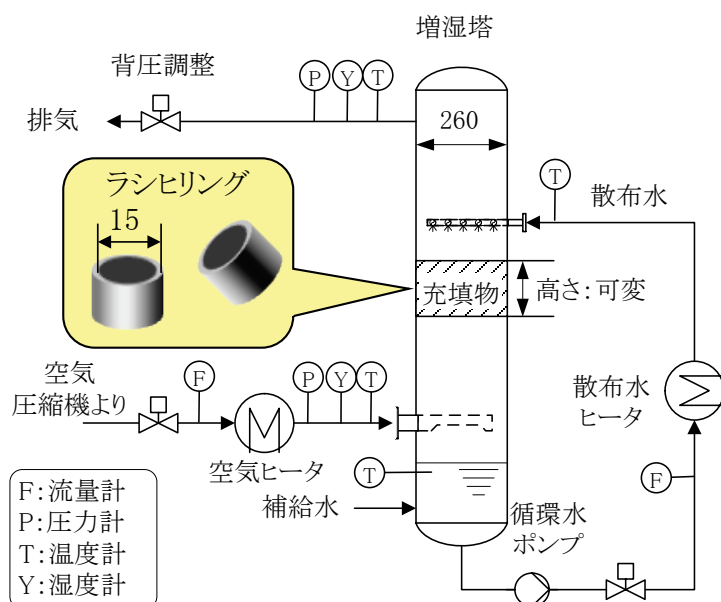 増湿塔
背圧調整
P Y T
排気
260
ラシヒリング
15
T
散布水
充填物
高さ:可変
空気
圧縮機より
F
P Y T
空気ヒータ
散布水
ヒータ
T
F
補給水
循環水
ポンプ
F:流量計
P:圧力計
T:温度計
Y:湿度計